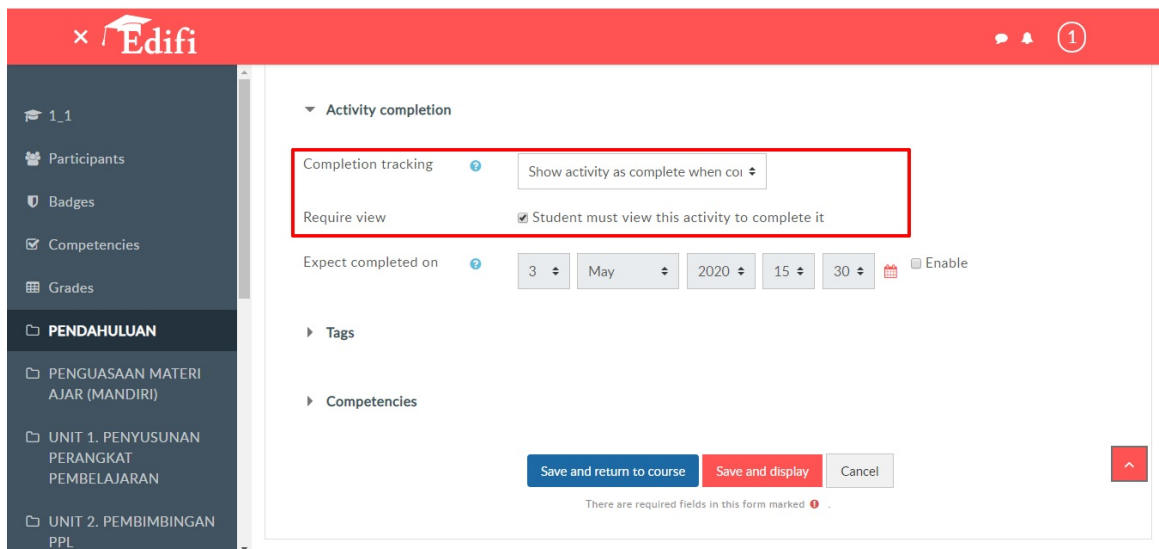 × Edifi
1
1_1
Participants
Badges
Competencies
Grades
PENDAHULUAN
PENGUASAAN MATERI
AJAR (MANDIRI)
UNIT 1. PENYUSUNAN
PERANGKAT
PEMBELAJARAN
UNIT 2. PEMBIMBINGAN
PPL
Activity completion
Completion tracking
Show activity as complete when coı
Require view
Student must view this activity to complete it
Expect completed on
3 May 2020 15 30 Enable
Tags
Competencies
Save and return to course Save and display Cancel
There are required fields in this form marked .